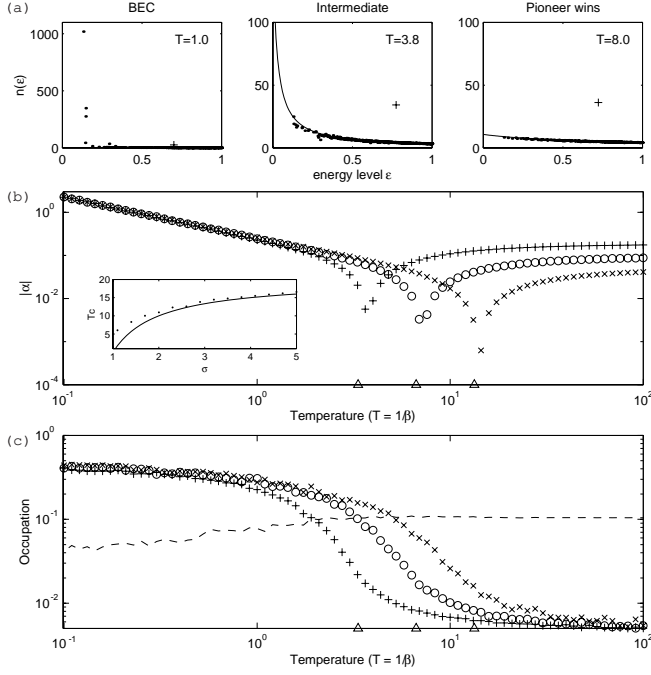 (a)
BEC
Intermediate
Pioneer wins
T=1.0
T=3.8
T=8.0
n(ε)
1000
500
0
0
0.5
1
100
50
0
0
0.5
1
energy level ε
100
50
0
0
0.5
1
(b)
|α|
10^0
10^-2
10^-4
Tc
20
15
10
5
1
2
3
4
5
σ
10^-1
10^0
10^1
10^2
Temperature (T = 1/β)
(c)
Occupation
10^0
10^-1
10^-2
10^-1
10^0
10^1
10^2
Temperature (T = 1/β)